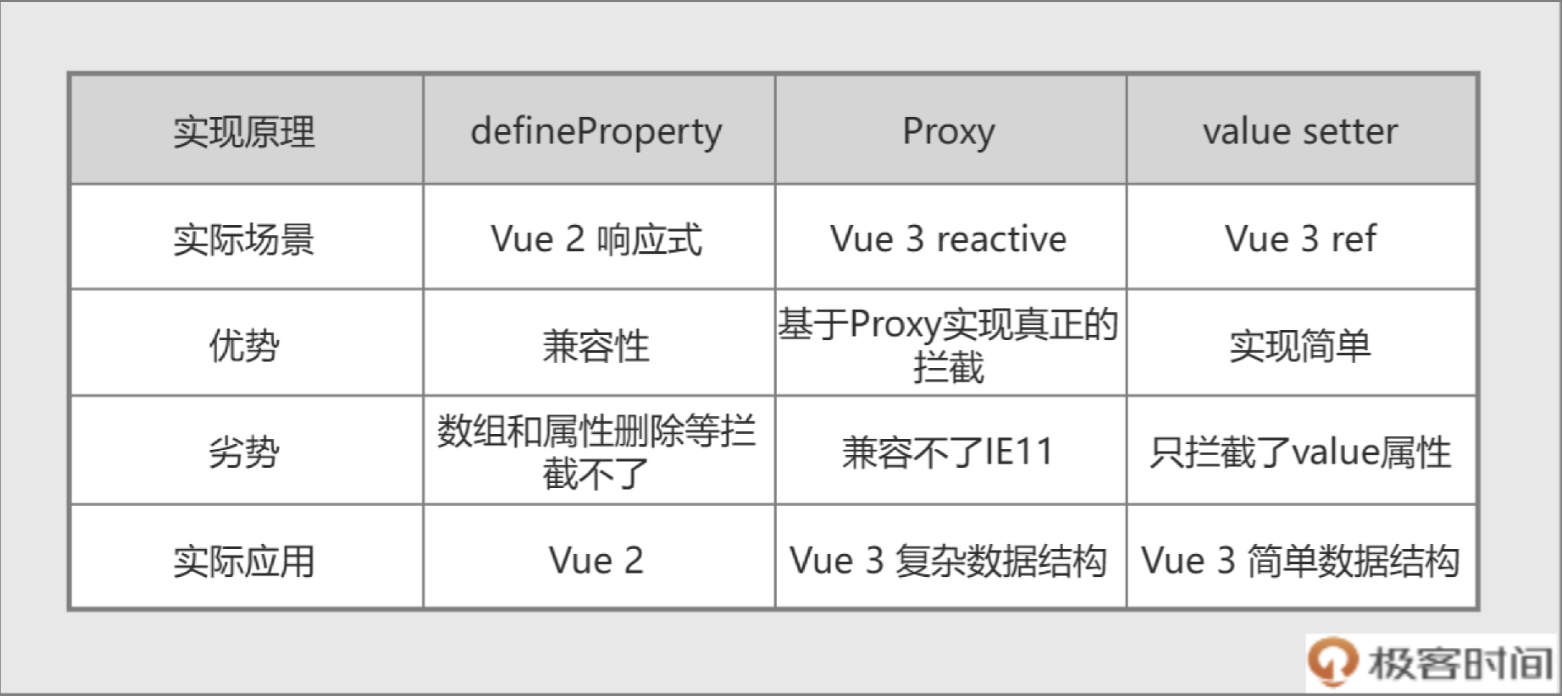 实现原理 defineProperty Proxy value setter
实际场景 Vue 2 响应式 Vue 3 reactive Vue 3 ref
优势 兼容性 基于Proxy实现真正的
拦截 实现简单
劣势 数组和属性删除等拦
截不了 兼容不了IE11 只拦截了value属性
实际应用 Vue 2 Vue 3 复杂数据结构 Vue 3 简单数据结构
极客时间